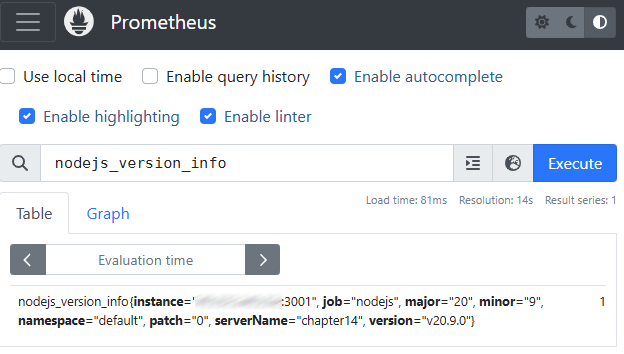 Prometheus
Use local time Enable query history Enable autocomplete
Enable highlighting Enable linter
nodejs_version_info Execute
Load time: 81ms Resolution: 14s Result series: 1
Table Graph
Evaluation time
nodejs_version_info{instance=" :3001", job="nodejs", major="20", minor="9", 1
namespace="default", patch="0", serverName="chapter14", version="v20.9.0"}